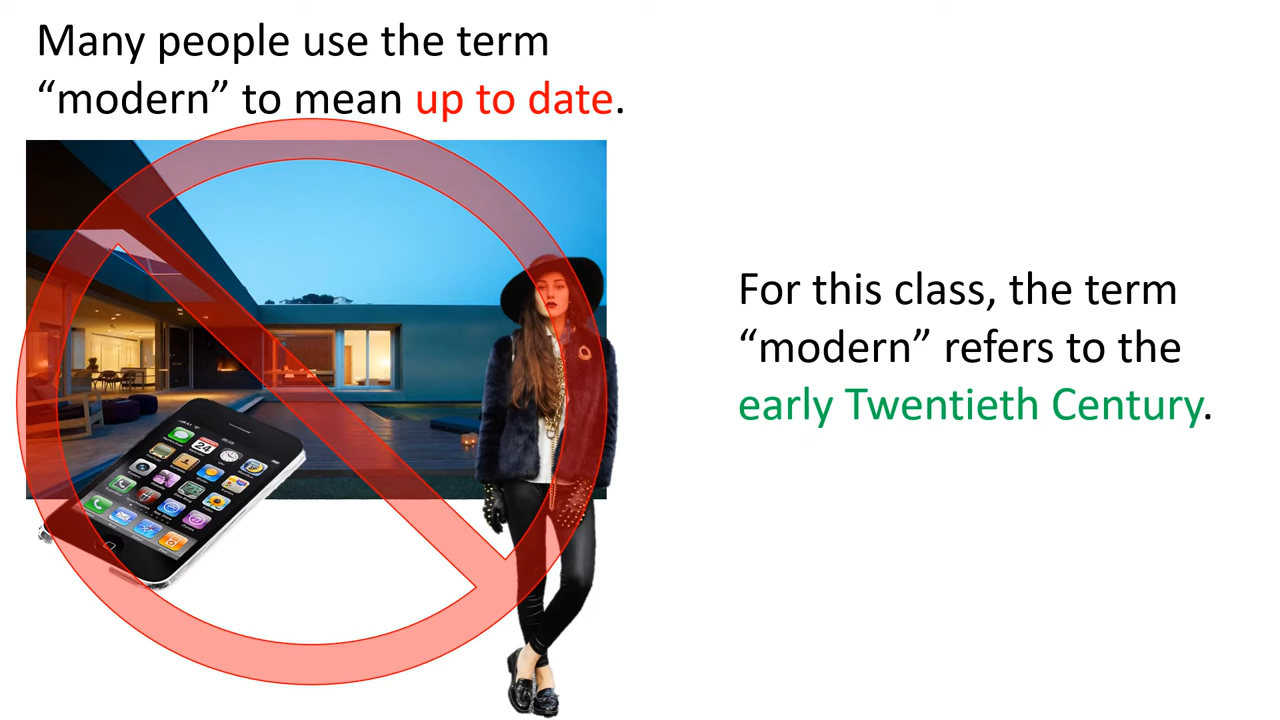 Many people use the term
“modern” to mean up to date.
For this class, the term
“modern” refers to the
early Twentieth Century.
24